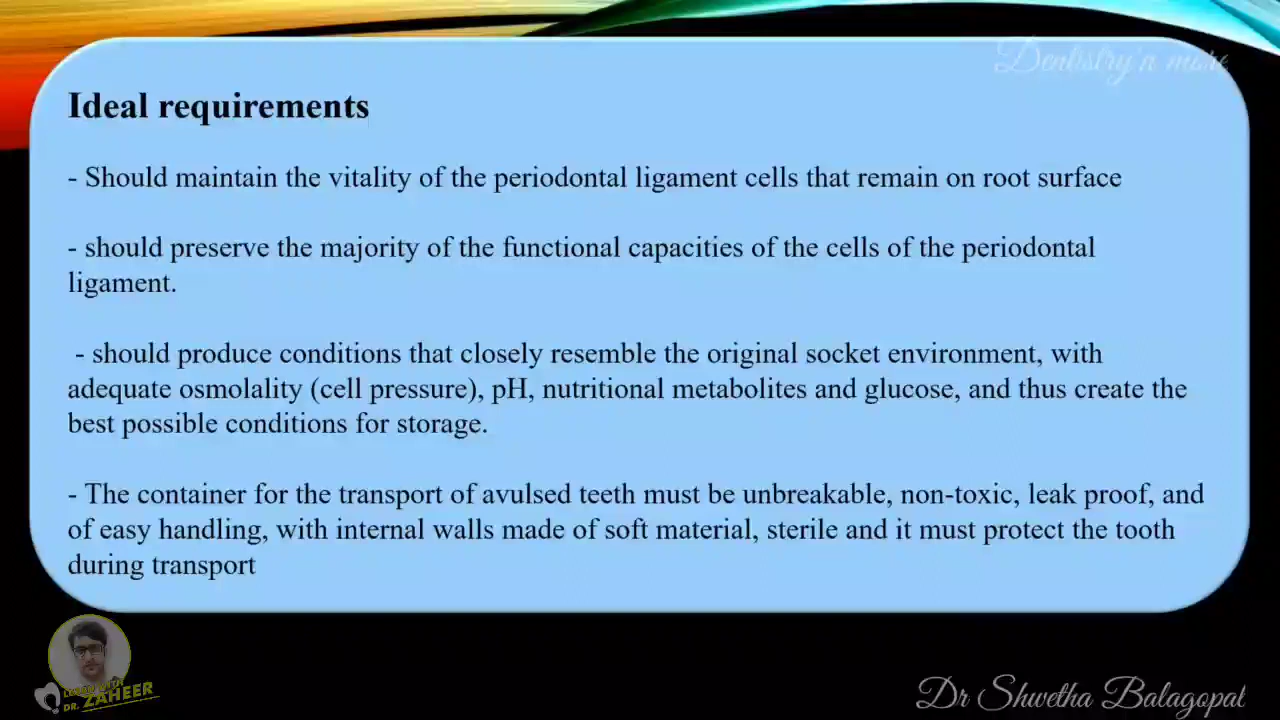 Dentistry'n more
Ideal requirements
- Should maintain the vitality of the periodontal ligament cells that remain on root surface
- should preserve the majority of the functional capacities of the cells of the periodontal
ligament.
- should produce conditions that closely resemble the original socket environment, with
adequate osmolality (cell pressure), pH, nutritional metabolites and glucose, and thus create the
best possible conditions for storage.
- The container for the transport of avulsed teeth must be unbreakable, non-toxic, leak proof, and
of easy handling, with internal walls made of soft material, sterile and it must protect the tooth
during transport
LEARN WITH
DR. ZAHEER
Dr Shwetha Balagopal